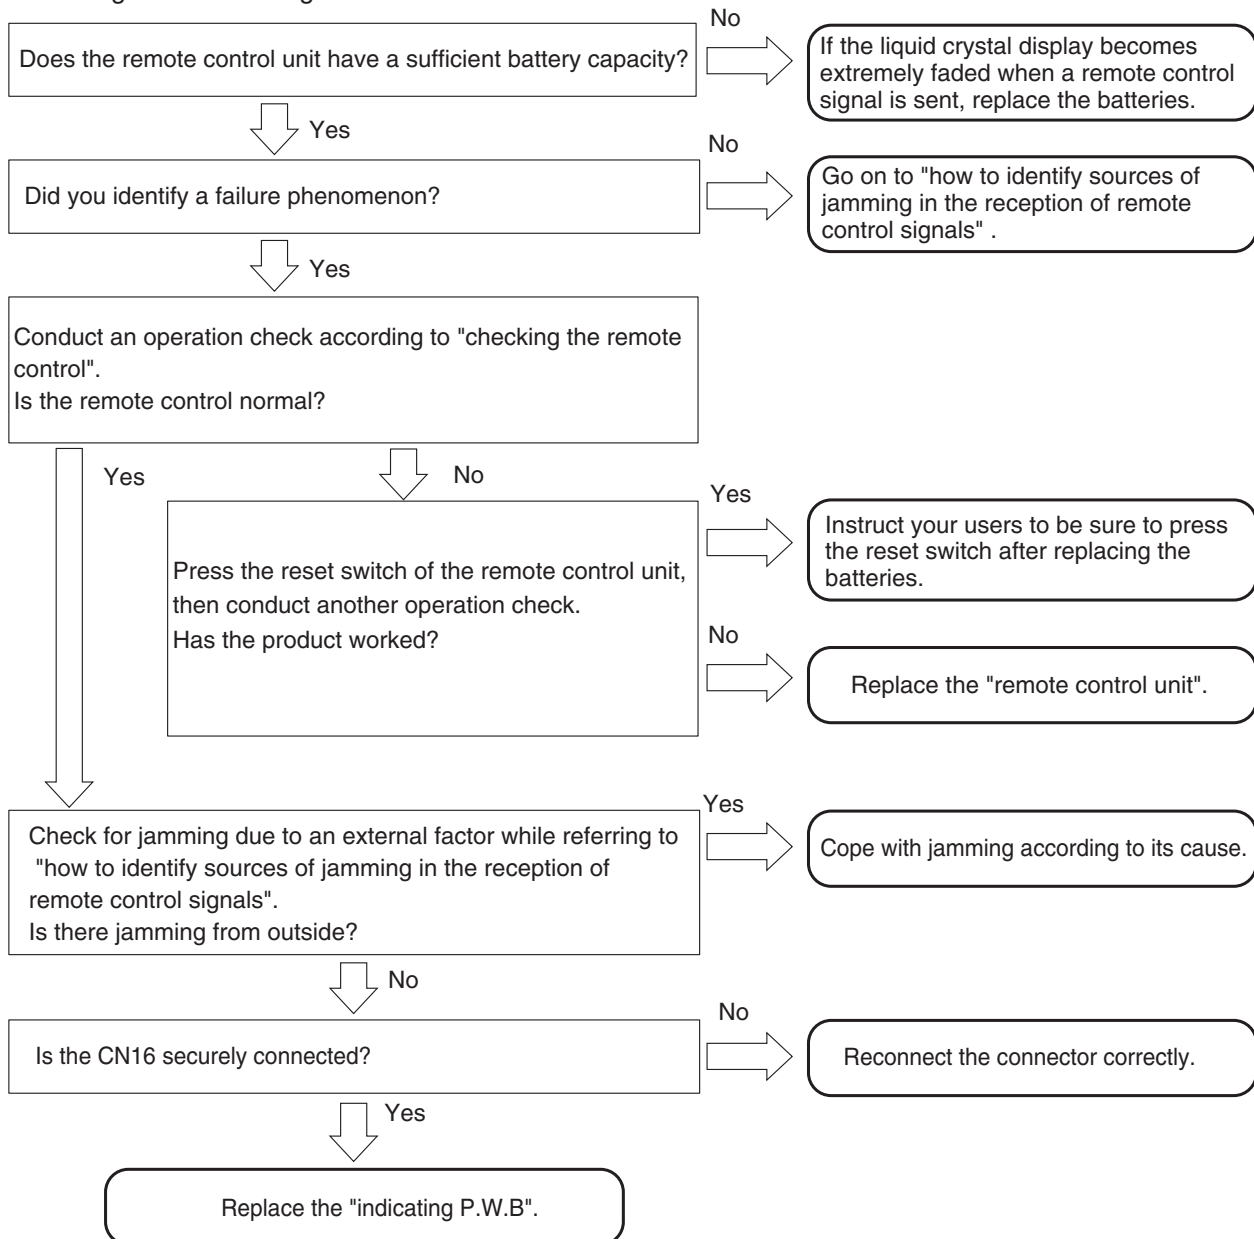 No
Does the remote control unit have a sufficient battery capacity?
If the liquid crystal display becomes
extremely faded when a remote control
signal is sent, replace the batteries.
Yes
No
Did you identify a failure phenomenon?
Go on to "how to identify sources of
jamming in the reception of remote
control signals" .
Yes
Conduct an operation check according to "checking the remote
control".
Is the remote control normal?
Yes
No
Press the reset switch of the remote control unit,
then conduct another operation check.
Has the product worked?
Yes
Instruct your users to be sure to press
the reset switch after replacing the
batteries.
No
Replace the "remote control unit".
Check for jamming due to an external factor while referring to
"how to identify sources of jamming in the reception of
remote control signals".
Is there jamming from outside?
Yes
Cope with jamming according to its cause.
No
Is the CN16 securely connected?
No
Reconnect the connector correctly.
Yes
Replace the "indicating P.W.B".